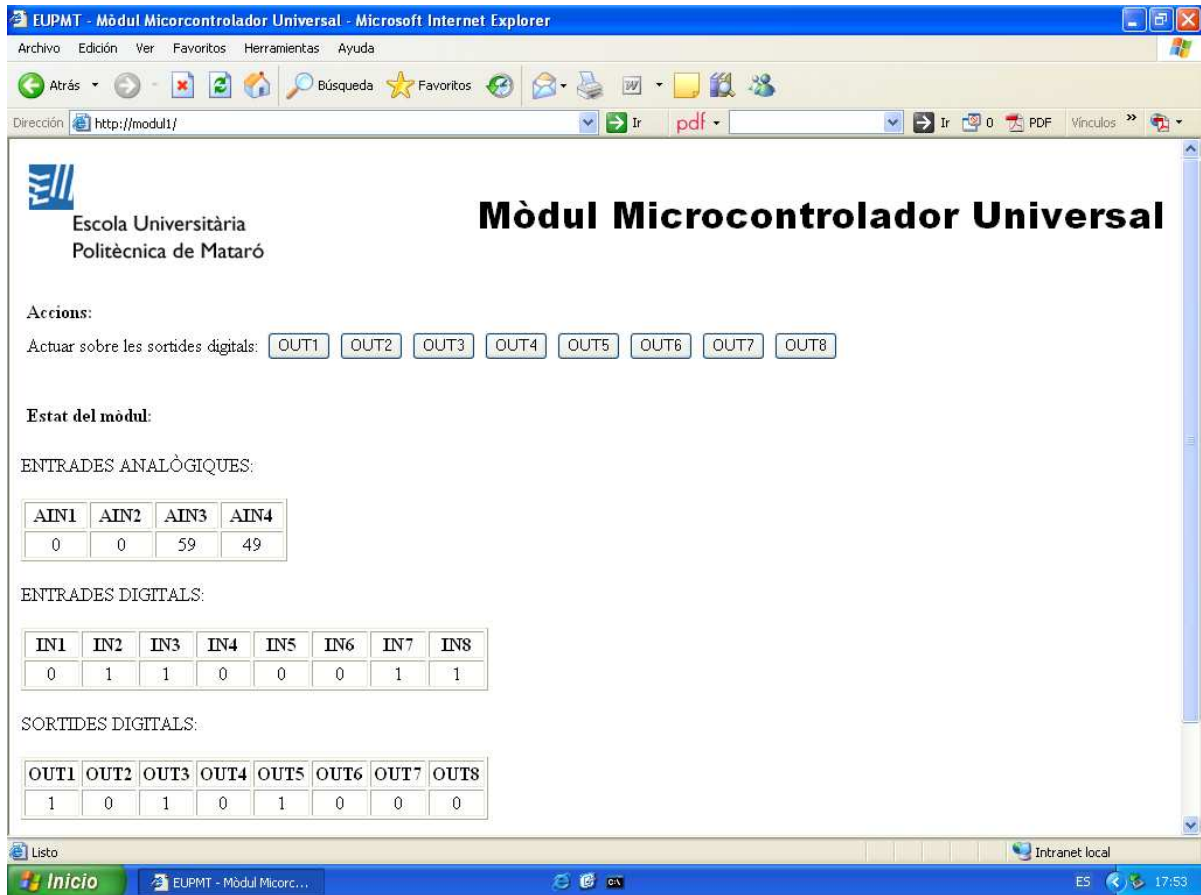 EUPMT - Mòdul Micorcontrolador Universal - Microsoft Internet Explorer
Archivo Edición Ver Favoritos Herramientas Ayuda
Atrás Búsqueda Favoritos W
Dirección http://modul1/ Ir pdf Ir 0 PDF Vínculos »
Escola Universitària
Politècnica de Mataró
Mòdul Microcontrolador Universal
Accions:
Actuar sobre les sortides digitals: OUT1 OUT2 OUT3 OUT4 OUT5 OUT6 OUT7 OUT8
Estat del mòdul:
ENTRADES ANALÒGIQUES:
AIN1 AIN2 AIN3 AIN4
0 0 59 49
ENTRADES DIGITALS:
IN1 IN2 IN3 IN4 IN5 IN6 IN7 IN8
0 1 1 0 0 0 1 1
SORTIDES DIGITALS:
OUT1 OUT2 OUT3 OUT4 OUT5 OUT6 OUT7 OUT8
1 0 1 0 1 0 0 0
Listo Intranet local
Inicio EUPMT - Mòdul Micorc... ES 17:53